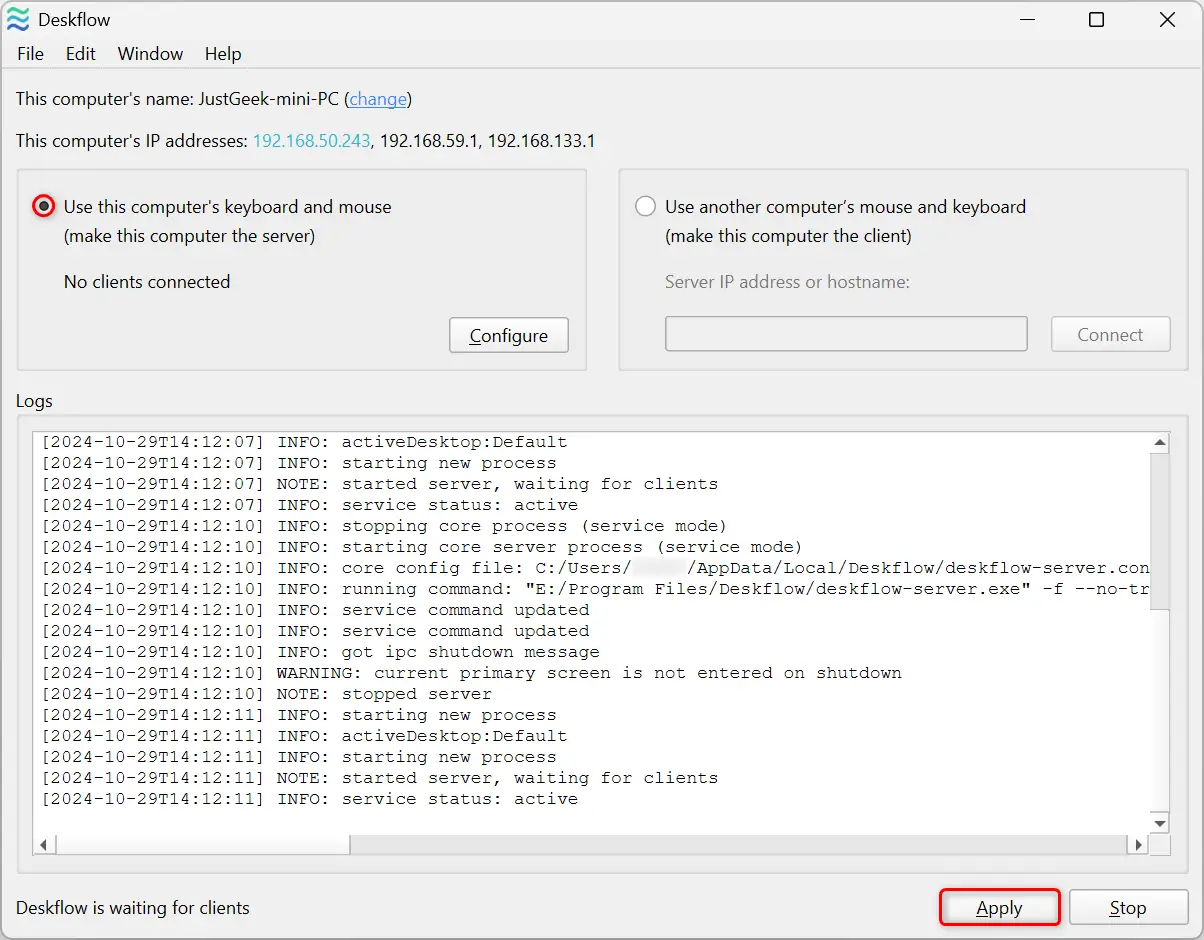 Deskflow
File Edit Window Help
This computer's name: JustGeek-mini-PC (change)
This computer's IP addresses: 192.168.50.243, 192.168.59.1, 192.168.133.1
Use this computer's keyboard and mouse
(make this computer the server)
No clients connected
Configure
Use another computer’s mouse and keyboard
(make this computer the client)
Server IP address or hostname:
Connect
Logs
[2024-10-29T14:12:07] INFO: activeDesktop:Default
[2024-10-29T14:12:07] INFO: starting new process
[2024-10-29T14:12:07] NOTE: started server, waiting for clients
[2024-10-29T14:12:07] INFO: service status: active
[2024-10-29T14:12:10] INFO: stopping core process (service mode)
[2024-10-29T14:12:10] INFO: starting core server process (service mode)
[2024-10-29T14:12:10] INFO: core config file: C:/Users/ /AppData/Local/Deskflow/deskflow-server.con
[2024-10-29T14:12:10] INFO: running command: "E:/Program Files/Deskflow/deskflow-server.exe" -f --no-tr
[2024-10-29T14:12:10] INFO: service command updated
[2024-10-29T14:12:10] INFO: service command updated
[2024-10-29T14:12:10] INFO: got ipc shutdown message
[2024-10-29T14:12:10] WARNING: current primary screen is not entered on shutdown
[2024-10-29T14:12:10] NOTE: stopped server
[2024-10-29T14:12:11] INFO: starting new process
[2024-10-29T14:12:11] INFO: activeDesktop:Default
[2024-10-29T14:12:11] INFO: starting new process
[2024-10-29T14:12:11] NOTE: started server, waiting for clients
[2024-10-29T14:12:11] INFO: service status: active
Deskflow is waiting for clients
Apply
Stop